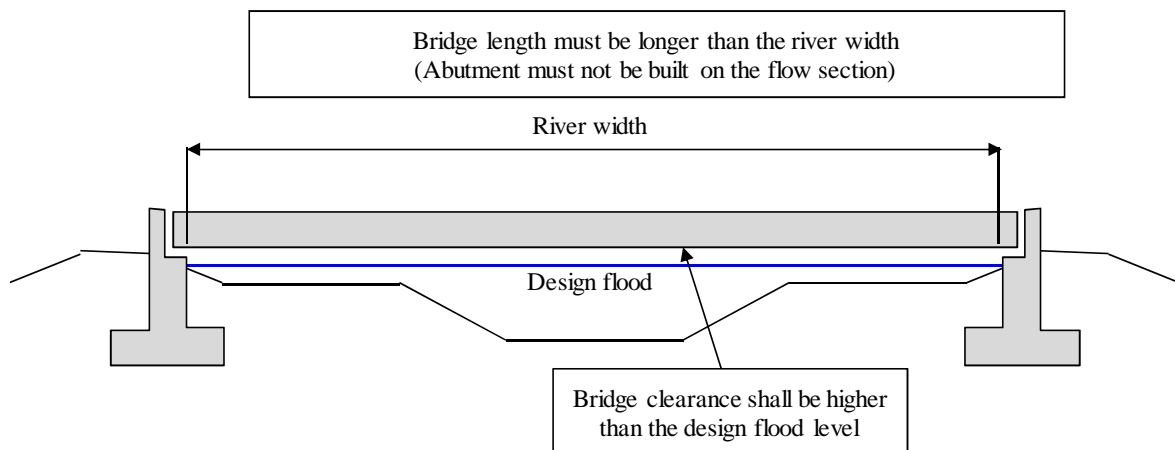 Bridge length must be longer than the river width
(Abutment must not be built on the flow section)
River width
Design flood
Bridge clearance shall be higher
than the design flood level